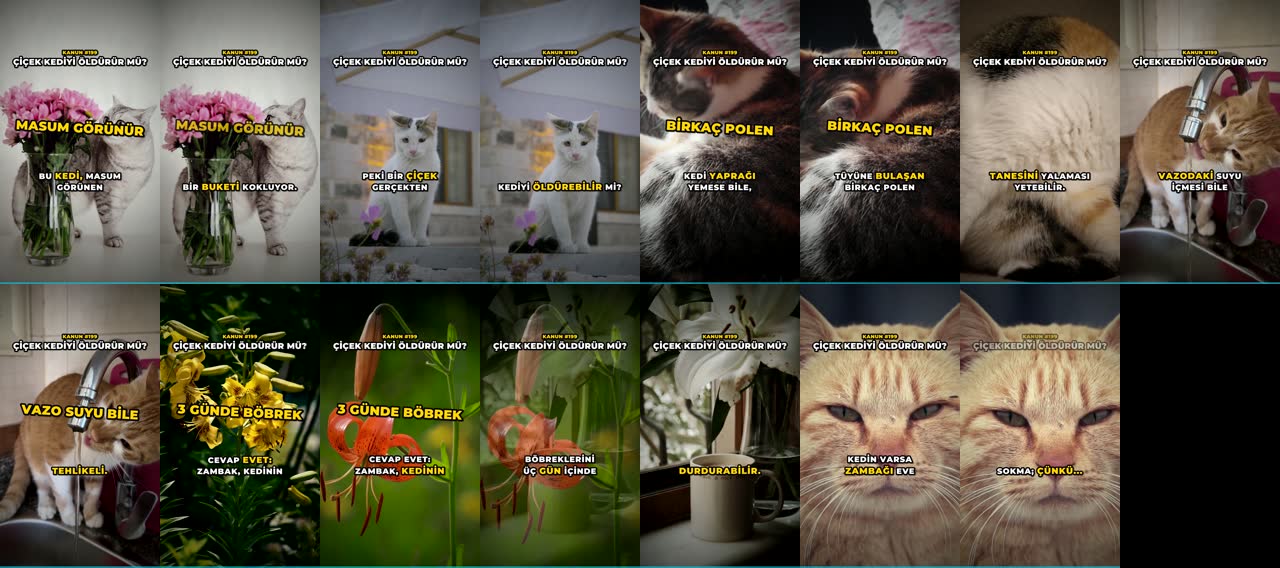 KANUN #199
ÇİÇEK KEDİYİ ÖLDÜRÜR MÜ?
MASUM GÖRÜNÜR
BU KEDİ, MASUM
GÖRÜNEN
KANUN #199
ÇİÇEK KEDİYİ ÖLDÜRÜR MÜ?
MASUM GÖRÜNÜR
BİR BUKETİ KOKLUYOR.
KANUN #199
ÇİÇEK KEDİYİ ÖLDÜRÜR MÜ?
PEKİ BİR ÇİÇEK
GERÇEKTEN
KANUN #199
ÇİÇEK KEDİYİ ÖLDÜRÜR MÜ?
KEDİYİ ÖLDÜREBİLİR Mİ?
KANUN #199
ÇİÇEK KEDİYİ ÖLDÜRÜR MÜ?
BİRKAÇ POLEN
KEDİ YAPRAĞI
YEMESE BİLE,
KANUN #199
ÇİÇEK KEDİYİ ÖLDÜRÜR MÜ?
BİRKAÇ POLEN
TÜYÜNE BULAŞAN
BİRKAÇ POLEN
KANUN #199
ÇİÇEK KEDİYİ ÖLDÜRÜR MÜ?
TANESİNİ YALAMASI
YETEBİLİR.
KANUN #199
ÇİÇEK KEDİYİ ÖLDÜRÜR MÜ?
VAZODAKİ SUYU
İÇMESİ BİLE
KANUN #199
ÇİÇEK KEDİYİ ÖLDÜRÜR MÜ?
VAZO SUYU BİLE
TEHLİKELİ.
KANUN #199
ÇİÇEK KEDİYİ ÖLDÜRÜR MÜ?
3 GÜNDE BÖBREK
CEVAP EVET:
ZAMBAK, KEDİNİN
KANUN #199
ÇİÇEK KEDİYİ ÖLDÜRÜR MÜ?
3 GÜNDE BÖBREK
CEVAP EVET:
ZAMBAK, KEDİNİN
KANUN #199
ÇİÇEK KEDİYİ ÖLDÜRÜR MÜ?
BÖBREKLERİNİ
ÜÇ GÜN İÇİNDE
KANUN #199
ÇİÇEK KEDİYİ ÖLDÜRÜR MÜ?
DURDURABİLİR.
KANUN #199
ÇİÇEK KEDİYİ ÖLDÜRÜR MÜ?
KEDİN VARSA
ZAMBAĞI EVE
KANUN #199
ÇİÇEK KEDİYİ ÖLDÜRÜR MÜ?
SOKMA; ÇÜNKÜ...